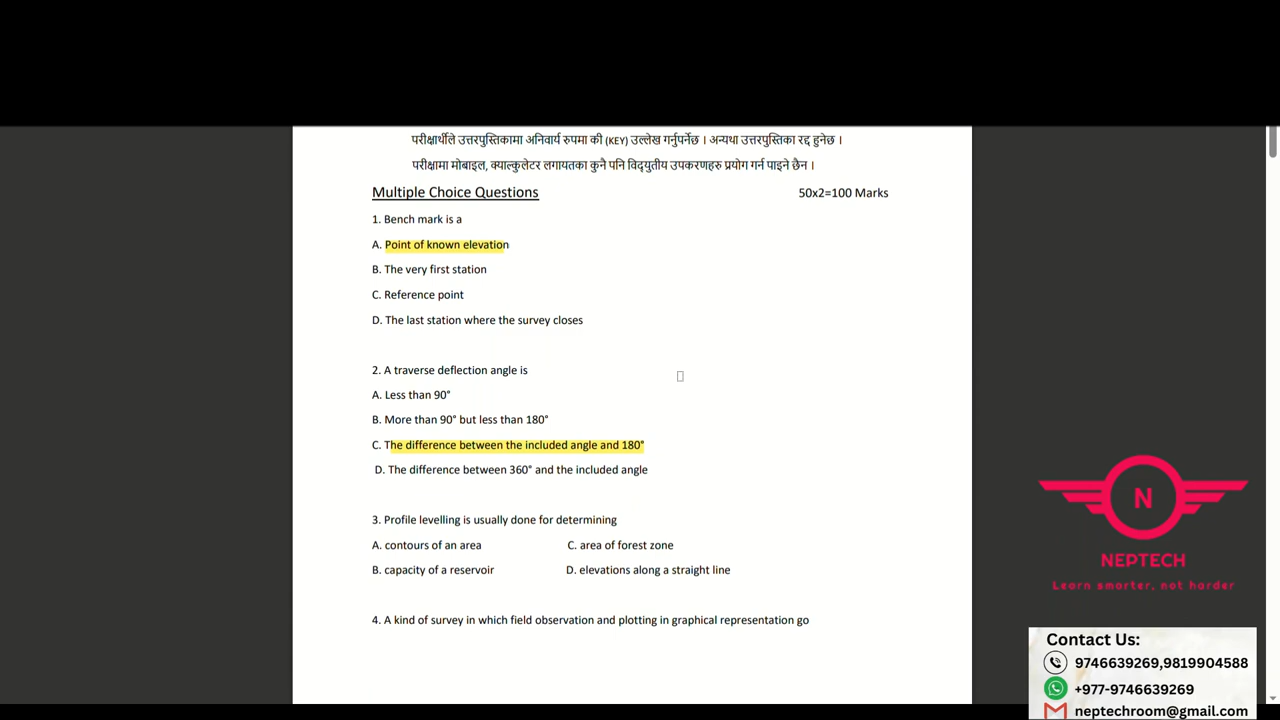 परीक्षार्थीले उत्तरपुस्तिकामा अनिवार्य रुपमा की (KEY) उल्लेख गर्नुपर्नेछ । अन्यथा उत्तरपुस्तिका रद्द हुनेछ ।
परीक्षामा मोबाइल, क्याल्कुलेटर लगायतका कुनै पनि विद्युतीय उपकरणहरु प्रयोग गर्न पाइने छैन ।
Multiple Choice Questions 50x2=100 Marks
1. Bench mark is a
A. Point of known elevation
B. The very first station
C. Reference point
D. The last station where the survey closes
2. A traverse deflection angle is
A. Less than 90°
B. More than 90° but less than 180°
C. The difference between the included angle and 180°
D. The difference between 360° and the included angle
3. Profile levelling is usually done for determining
A. contours of an area C. area of forest zone
B. capacity of a reservoir D. elevations along a straight line
4. A kind of survey in which field observation and plotting in graphical representation go
N
NEPTECH
Learn smarter, not harder
Contact Us:
9746639269,9819904588
+977-9746639269
neptechroom@gmail.com